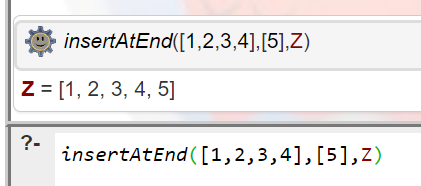 insertAtEnd([1,2,3,4],[5],Z)
Z = [1, 2, 3, 4, 5]
?- insertAtEnd([1,2,3,4],[5],Z)